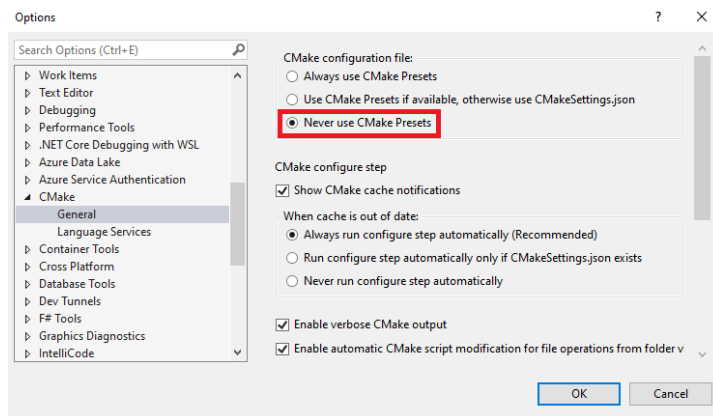 Options
?
Search Options (Ctrl+E)
Work Items
Text Editor
Debugging
Performance Tools
.NET Core Debugging with WSL
Azure Data Lake
Azure Service Authentication
CMake
General
Language Services
Container Tools
Cross Platform
Database Tools
Dev Tunnels
F# Tools
Graphics Diagnostics
IntelliCode
CMake configuration file:
Always use CMake Presets
Use CMake Presets if available, otherwise use CMakeSettings.json
Never use CMake Presets
CMake configure step
Show CMake cache notifications
When cache is out of date:
Always run configure step automatically (Recommended)
Run configure step automatically only if CMakeSettings.json exists
Never run configure step automatically
Enable verbose CMake output
Enable automatic CMake script modification for file operations from folder v
OK
Cancel